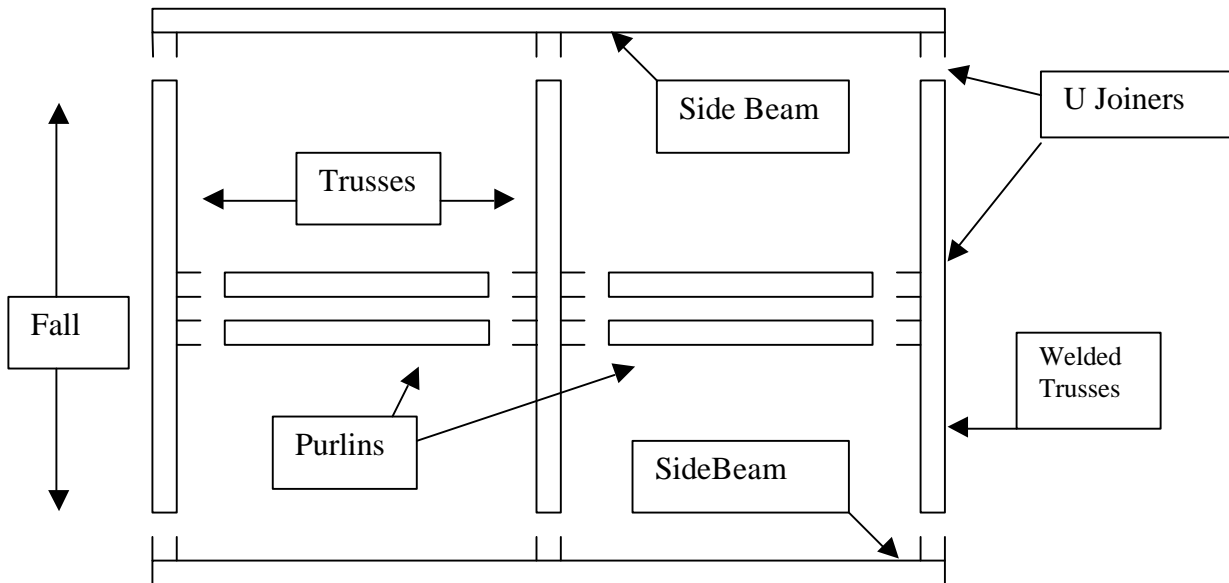 Side Beam
U Joiners
Trusses
Fall
Welded
Trusses
Purlins
SideBeam